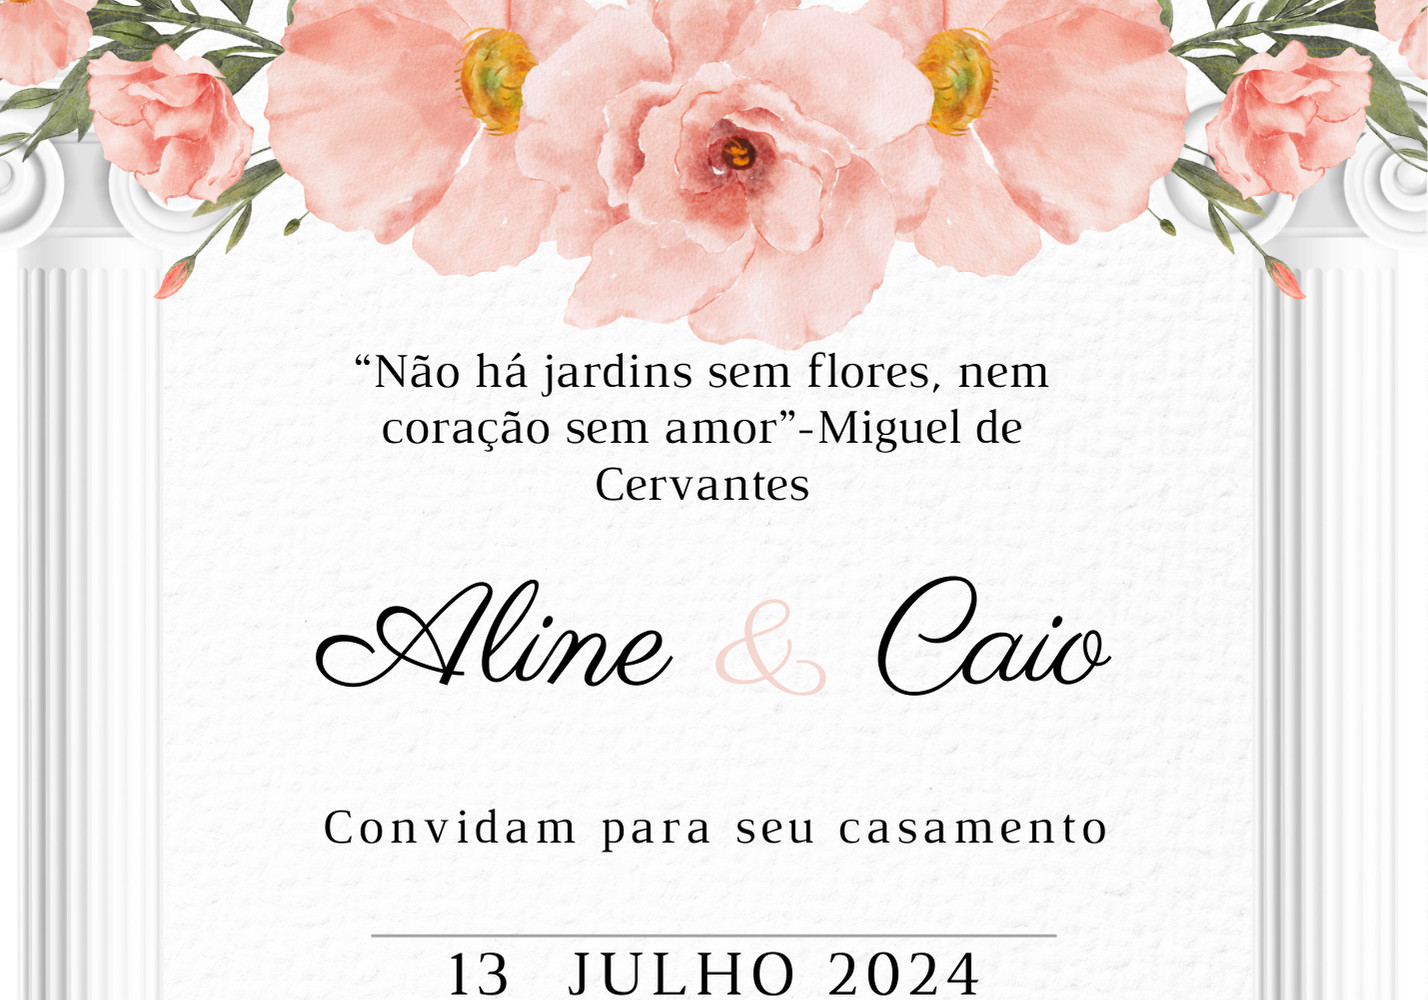 “Não há jardins sem flores, nem
coração sem amor”-Miguel de
Cervantes
Aline & Caio
Convidam para seu casamento
13 JULHO 2024